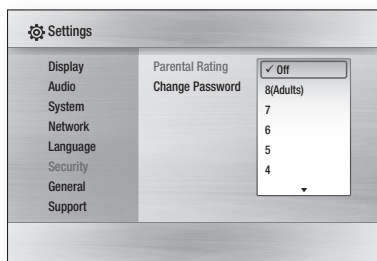 Settings
Display
Audio
System
Network
Language
Security
General
Support
Parental Rating
Change Password
✓ Off
8(Adults)
7
6
5
4